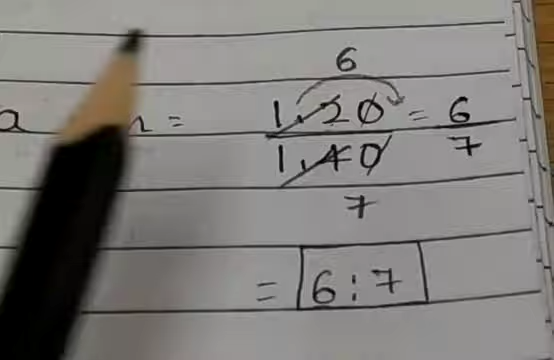 6
= 1.20 = 6
1.40 7
7
= 6:7